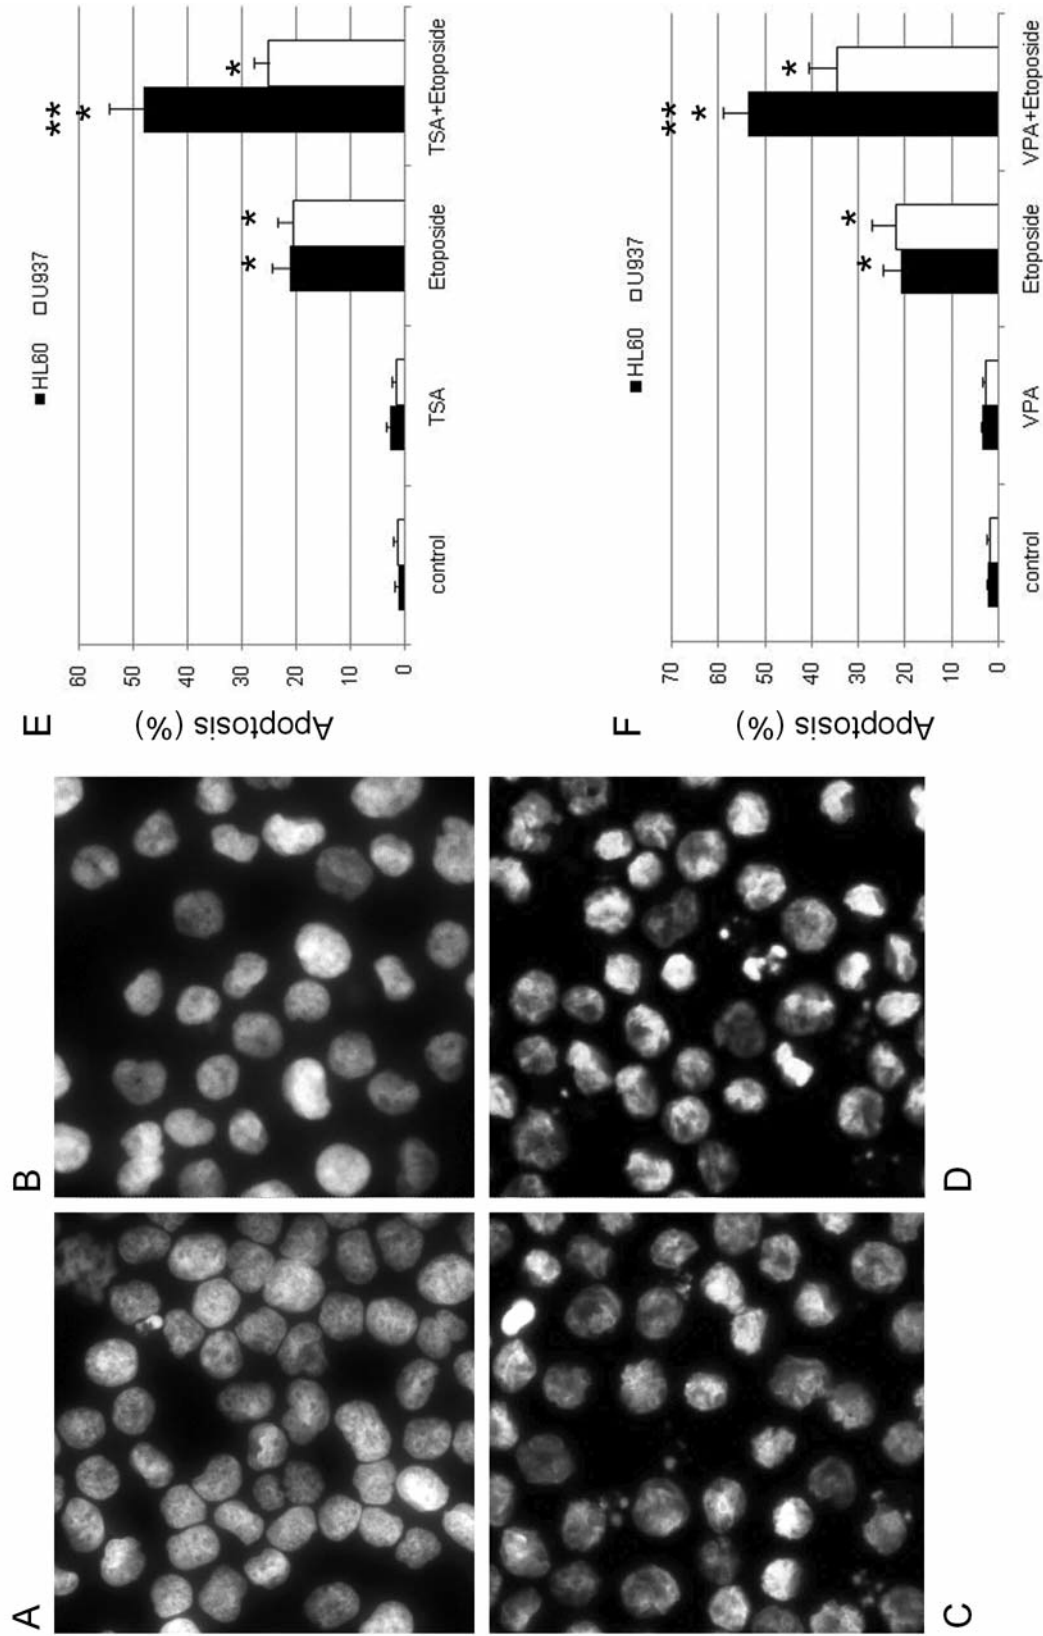 A
B
C
D
E
■HL60 □U937
Apoptosis (%)
60
50
40
30
20
10
0
** * * * *
control TSA Etoposide TSA+Etoposide
F
■HL60 □U937
Apoptosis (%)
70
60
50
40
30
20
10
0
** * * * *
control VPA Etoposide VPA+Etoposide